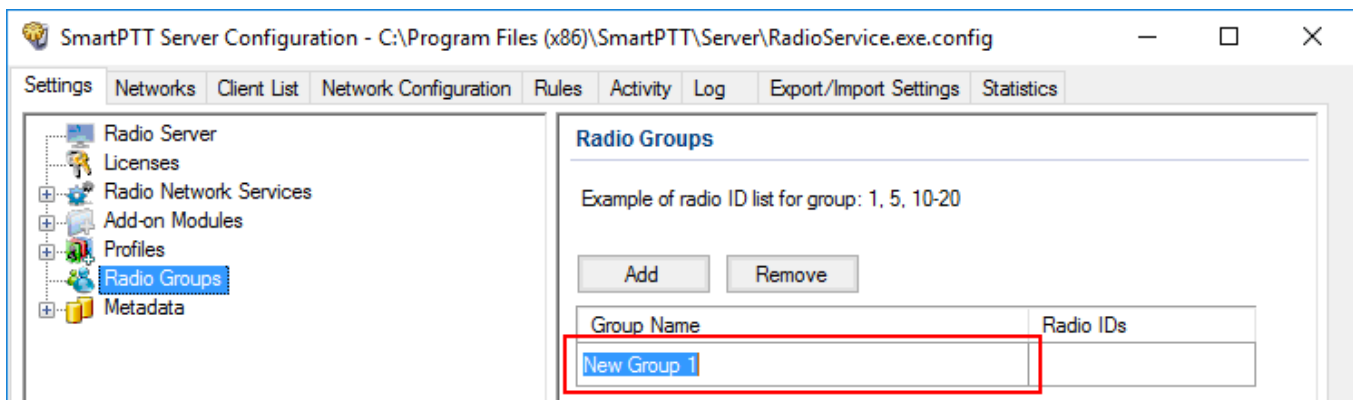 SmartPTT Server Configuration - C:\Program Files (x86)\SmartPTT\Server\RadioService.exe.config
Settings Networks Client List Network Configuration Rules Activity Log Export/Import Settings Statistics
Radio Server
Licenses
Radio Network Services
Add-on Modules
Profiles
Radio Groups
Metadata
Radio Groups
Example of radio ID list for group: 1, 5, 10-20
Add Remove
Group Name Radio IDs
New Group 1